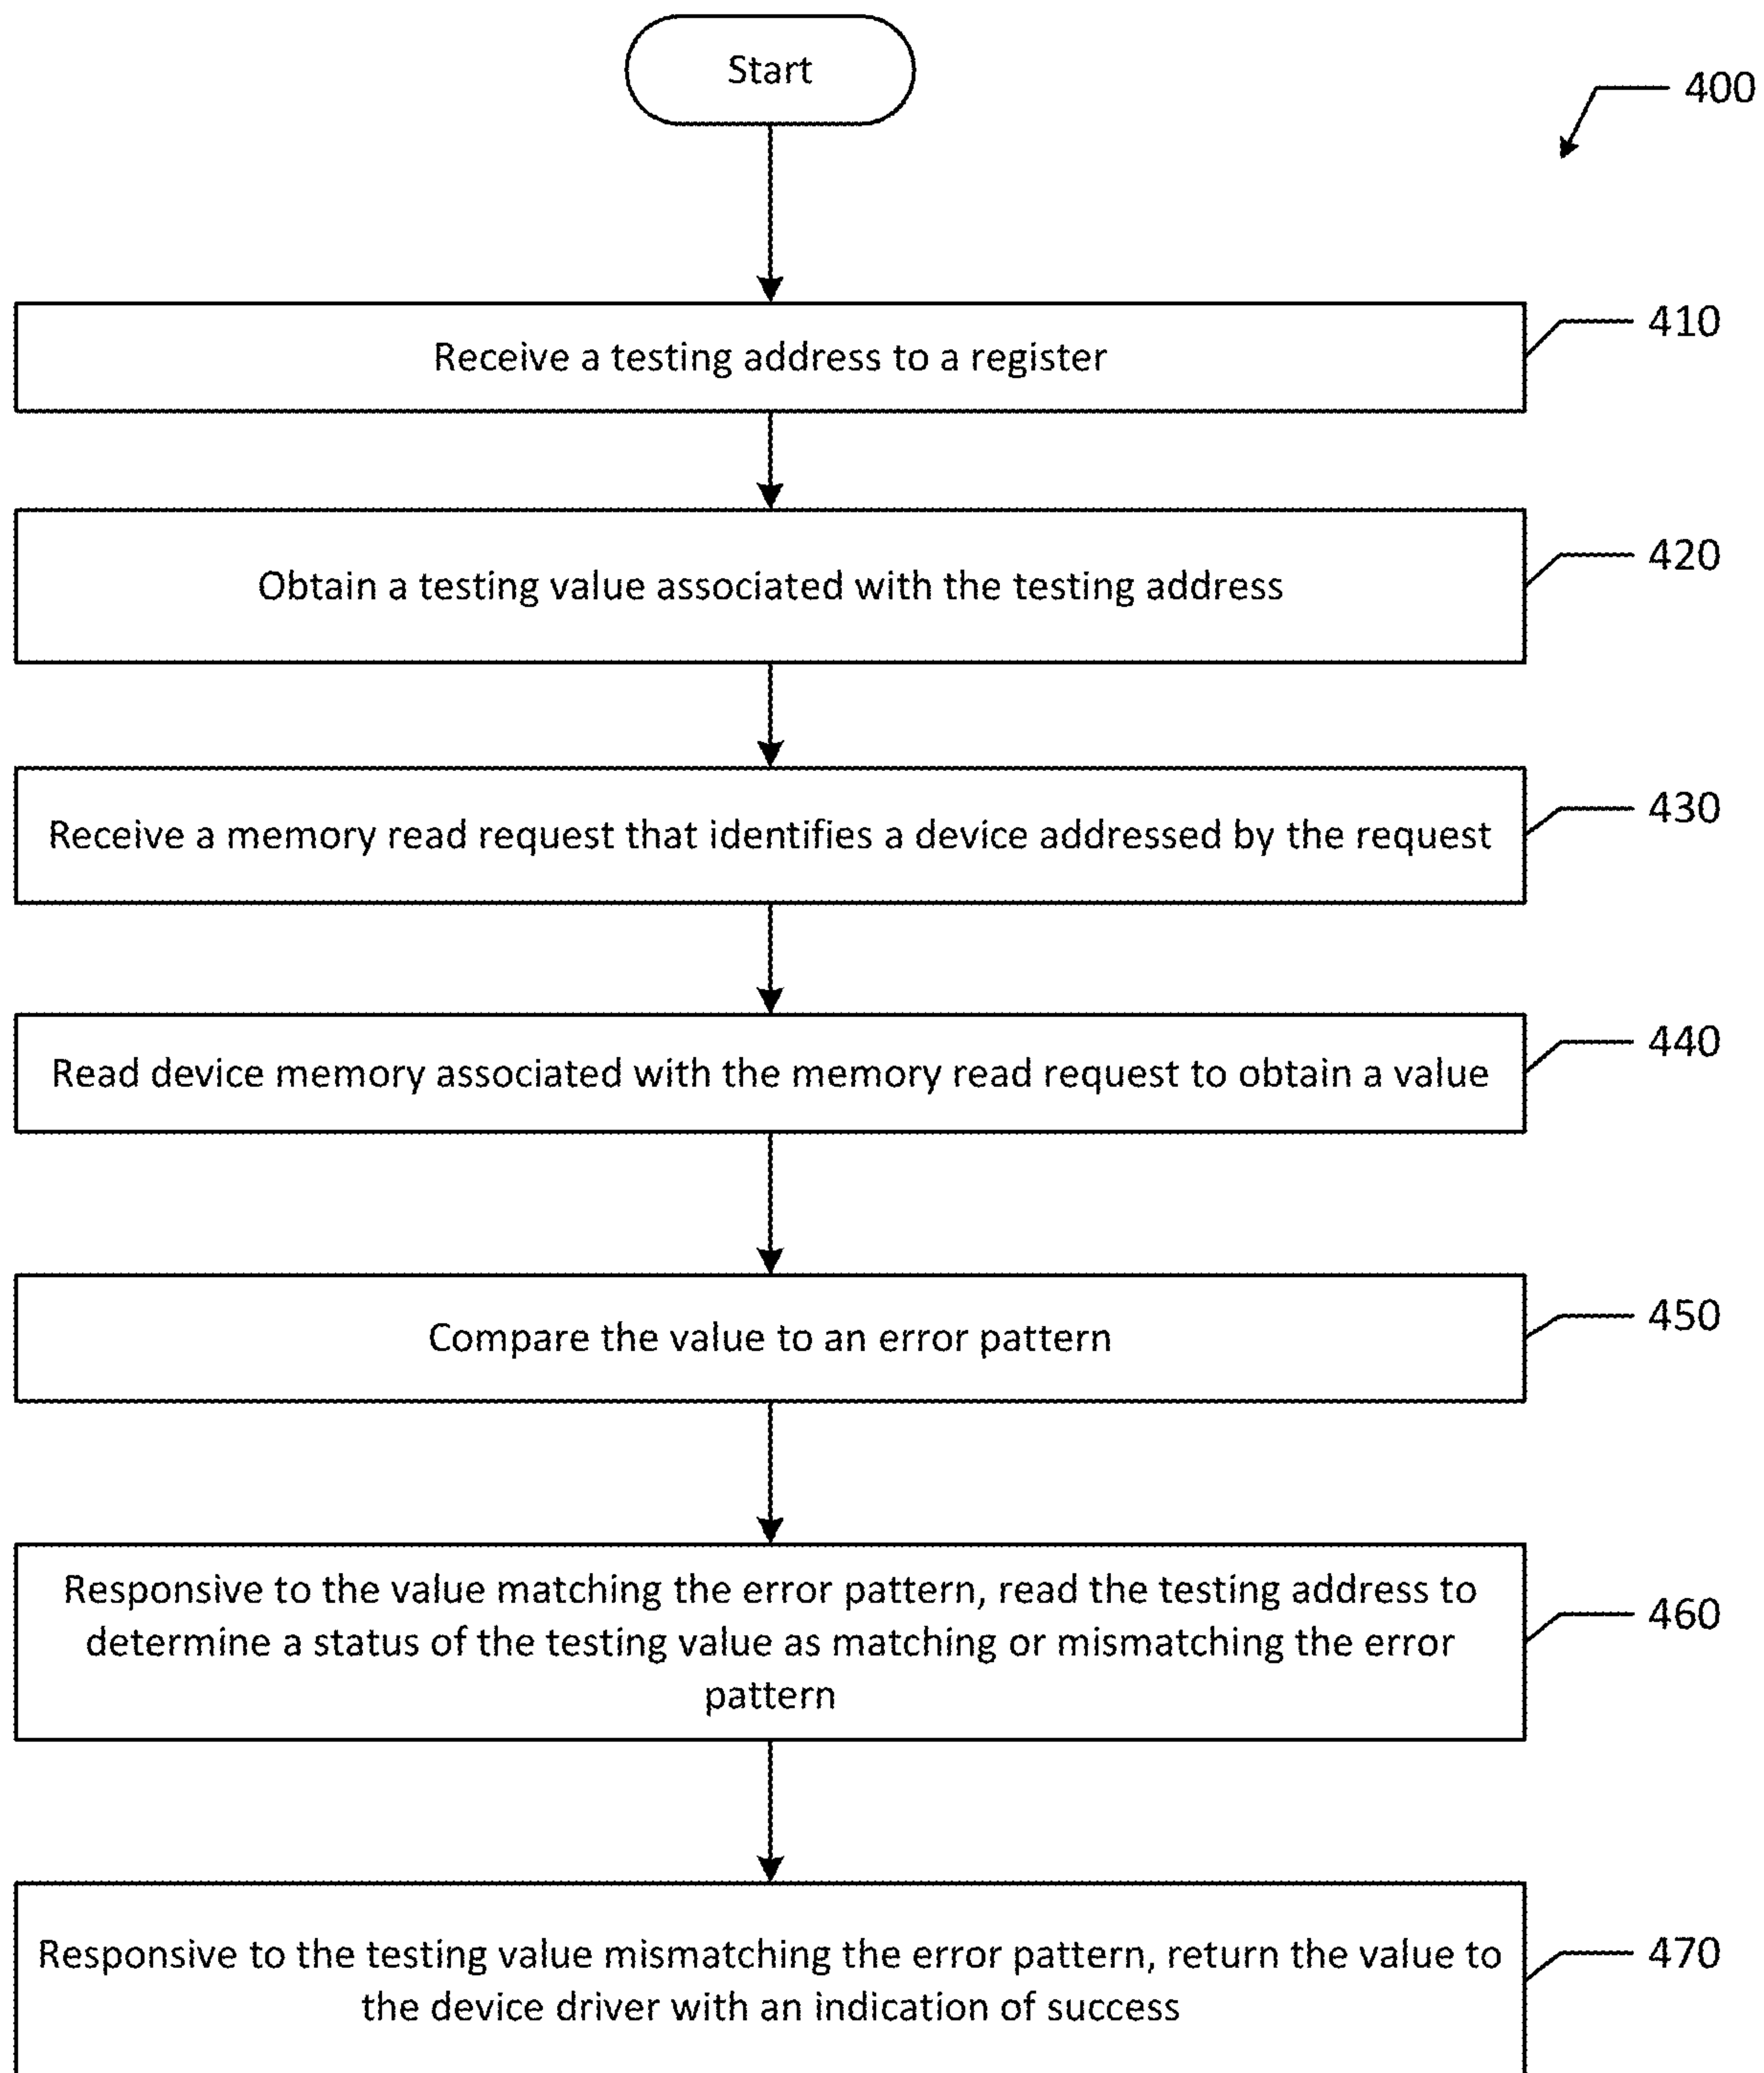 Start
400
Receive a testing address to a register
410
Obtain a testing value associated with the testing address
420
Receive a memory read request that identifies a device addressed by the request
430
Read device memory associated with the memory read request to obtain a value
440
Compare the value to an error pattern
450
Responsive to the value matching the error pattern, read the testing address to
determine a status of the testing value as matching or mismatching the error
pattern
460
Responsive to the testing value mismatching the error pattern, return the value to
the device driver with an indication of success
470